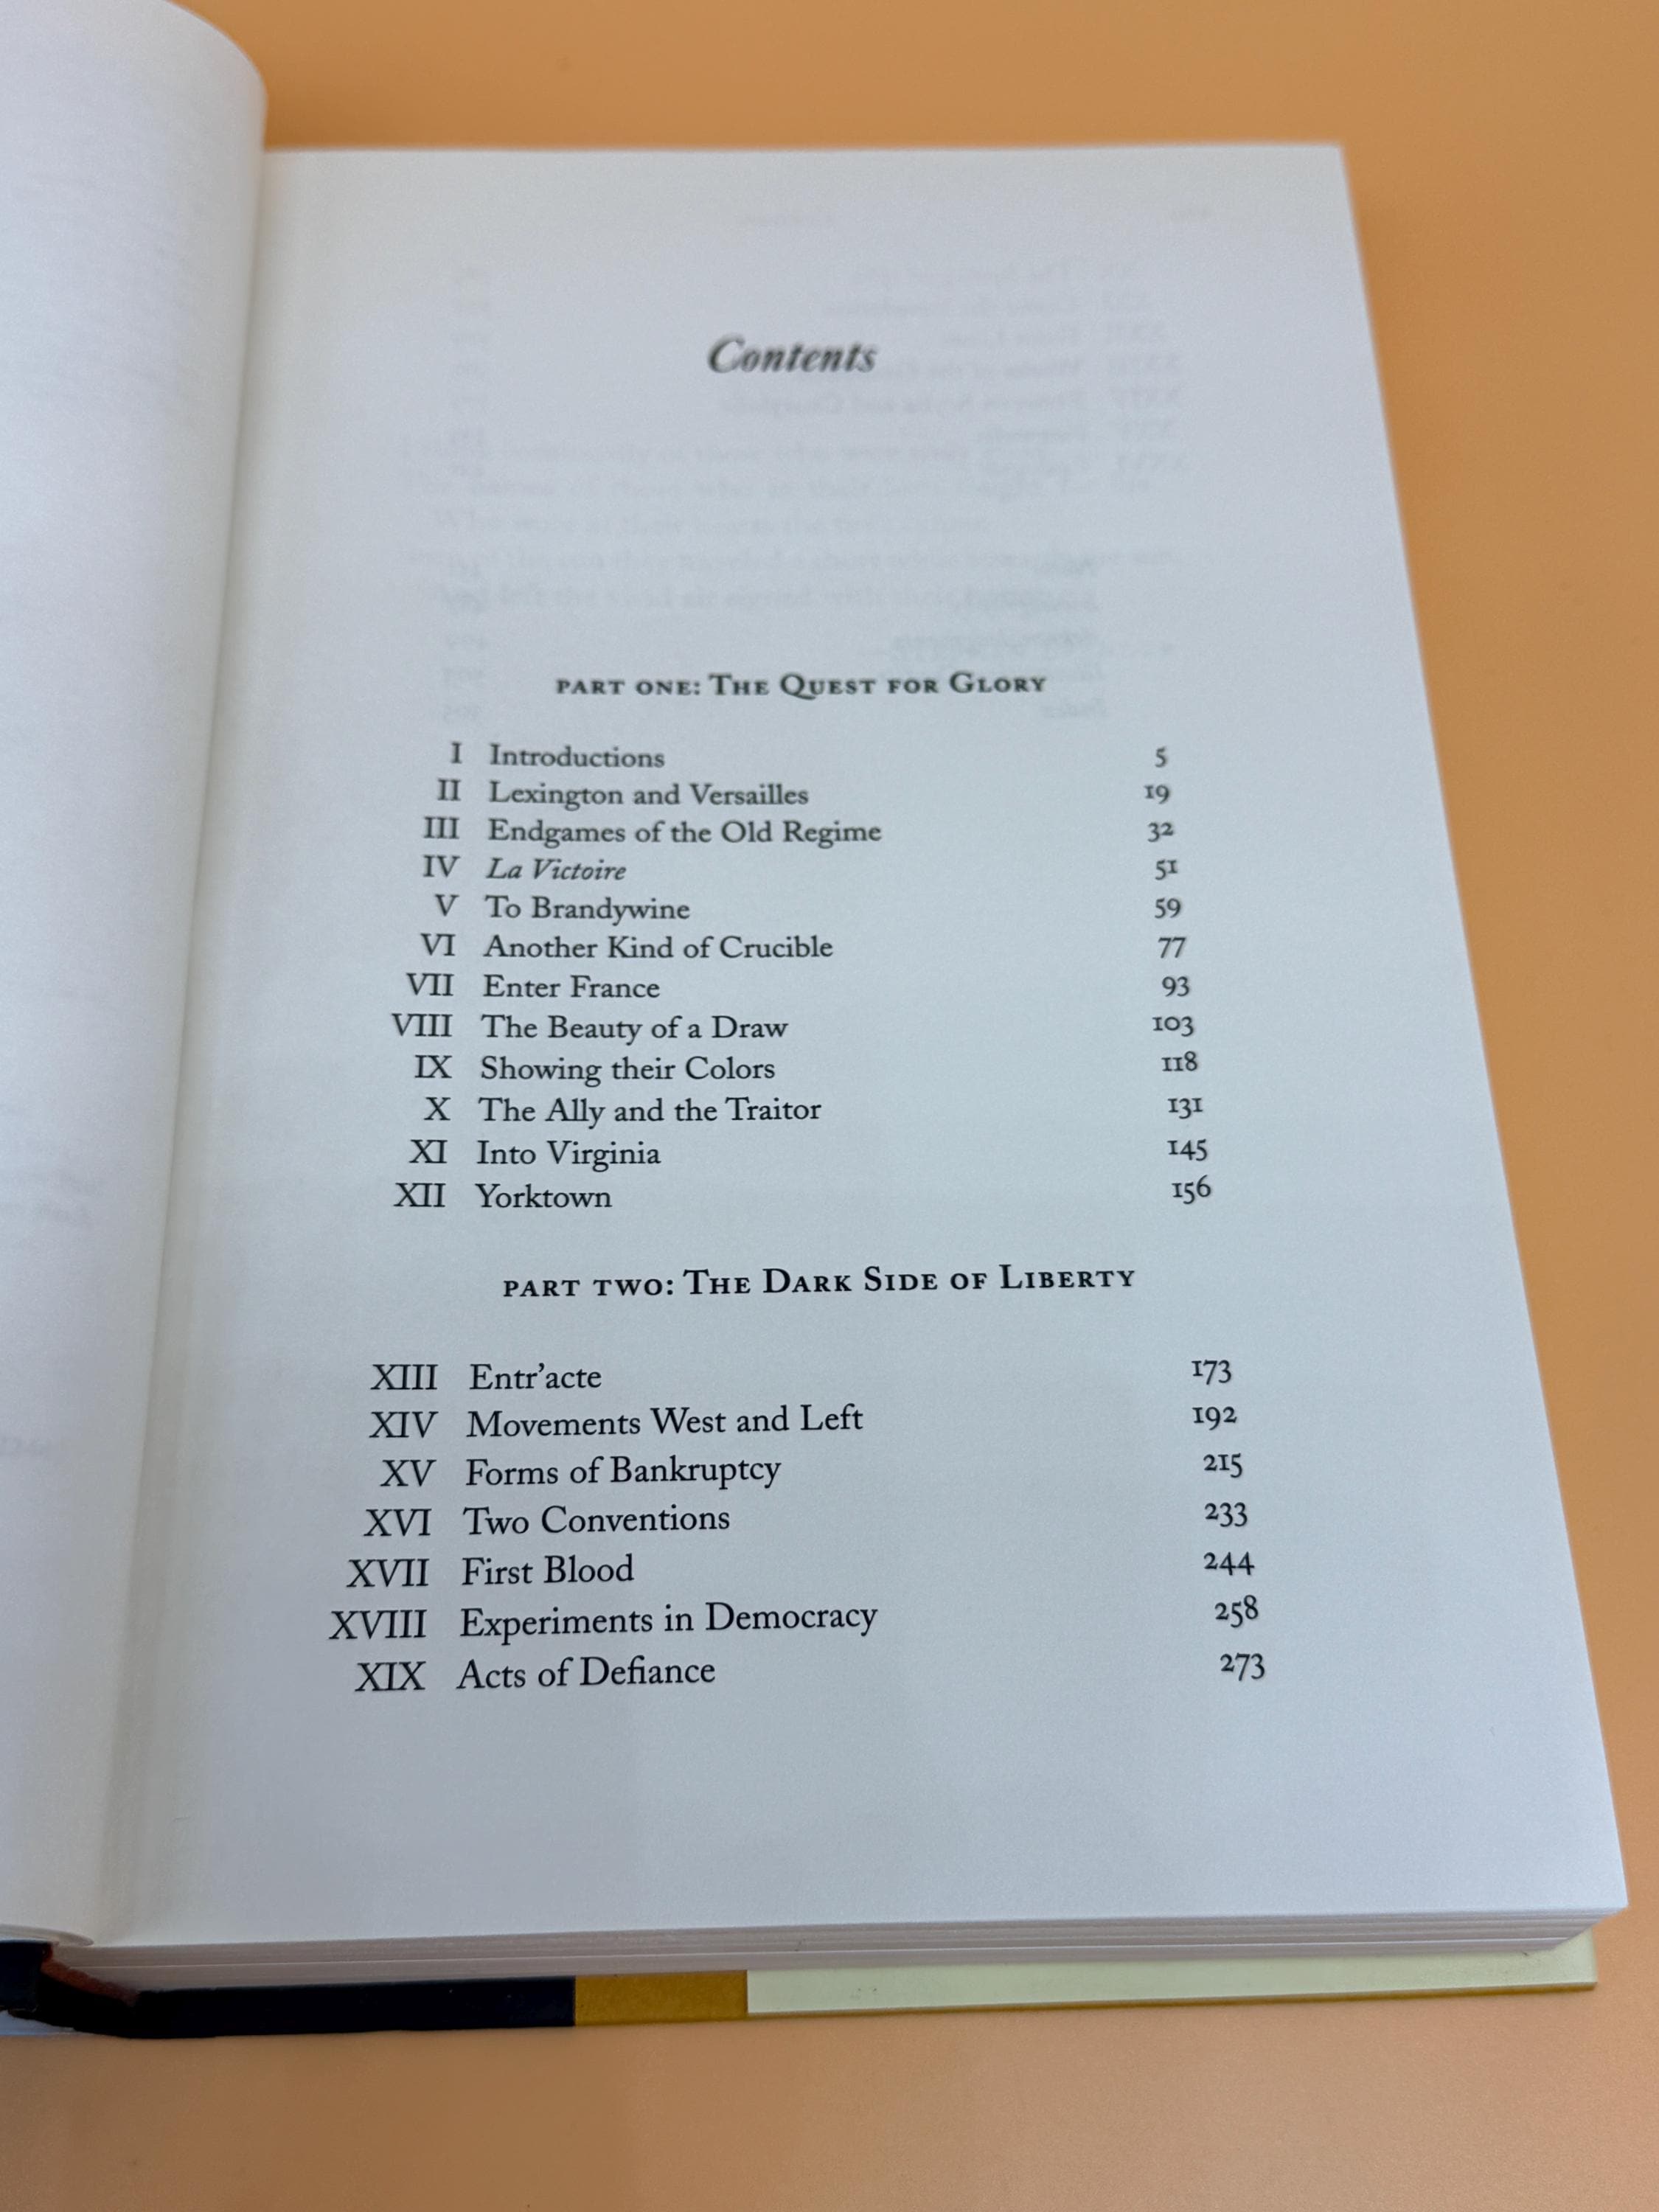 Contents
PART ONE: THE QUEST FOR GLORY
I Introductions 5
II Lexington and Versailles 19
III Endgames of the Old Regime 32
IV La Victoire 51
V To Brandywine 59
VI Another Kind of Crucible 77
VII Enter France 93
VIII The Beauty of a Draw 103
IX Showing their Colors 118
X The Ally and the Traitor 131
XI Into Virginia 145
XII Yorktown 156
PART TWO: THE DARK SIDE OF LIBERTY
XIII Entr’acte 173
XIV Movements West and Left 192
XV Forms of Bankruptcy 215
XVI Two Conventions 233
XVII First Blood 244
XVIII Experiments in Democracy 258
XIX Acts of Defiance 273